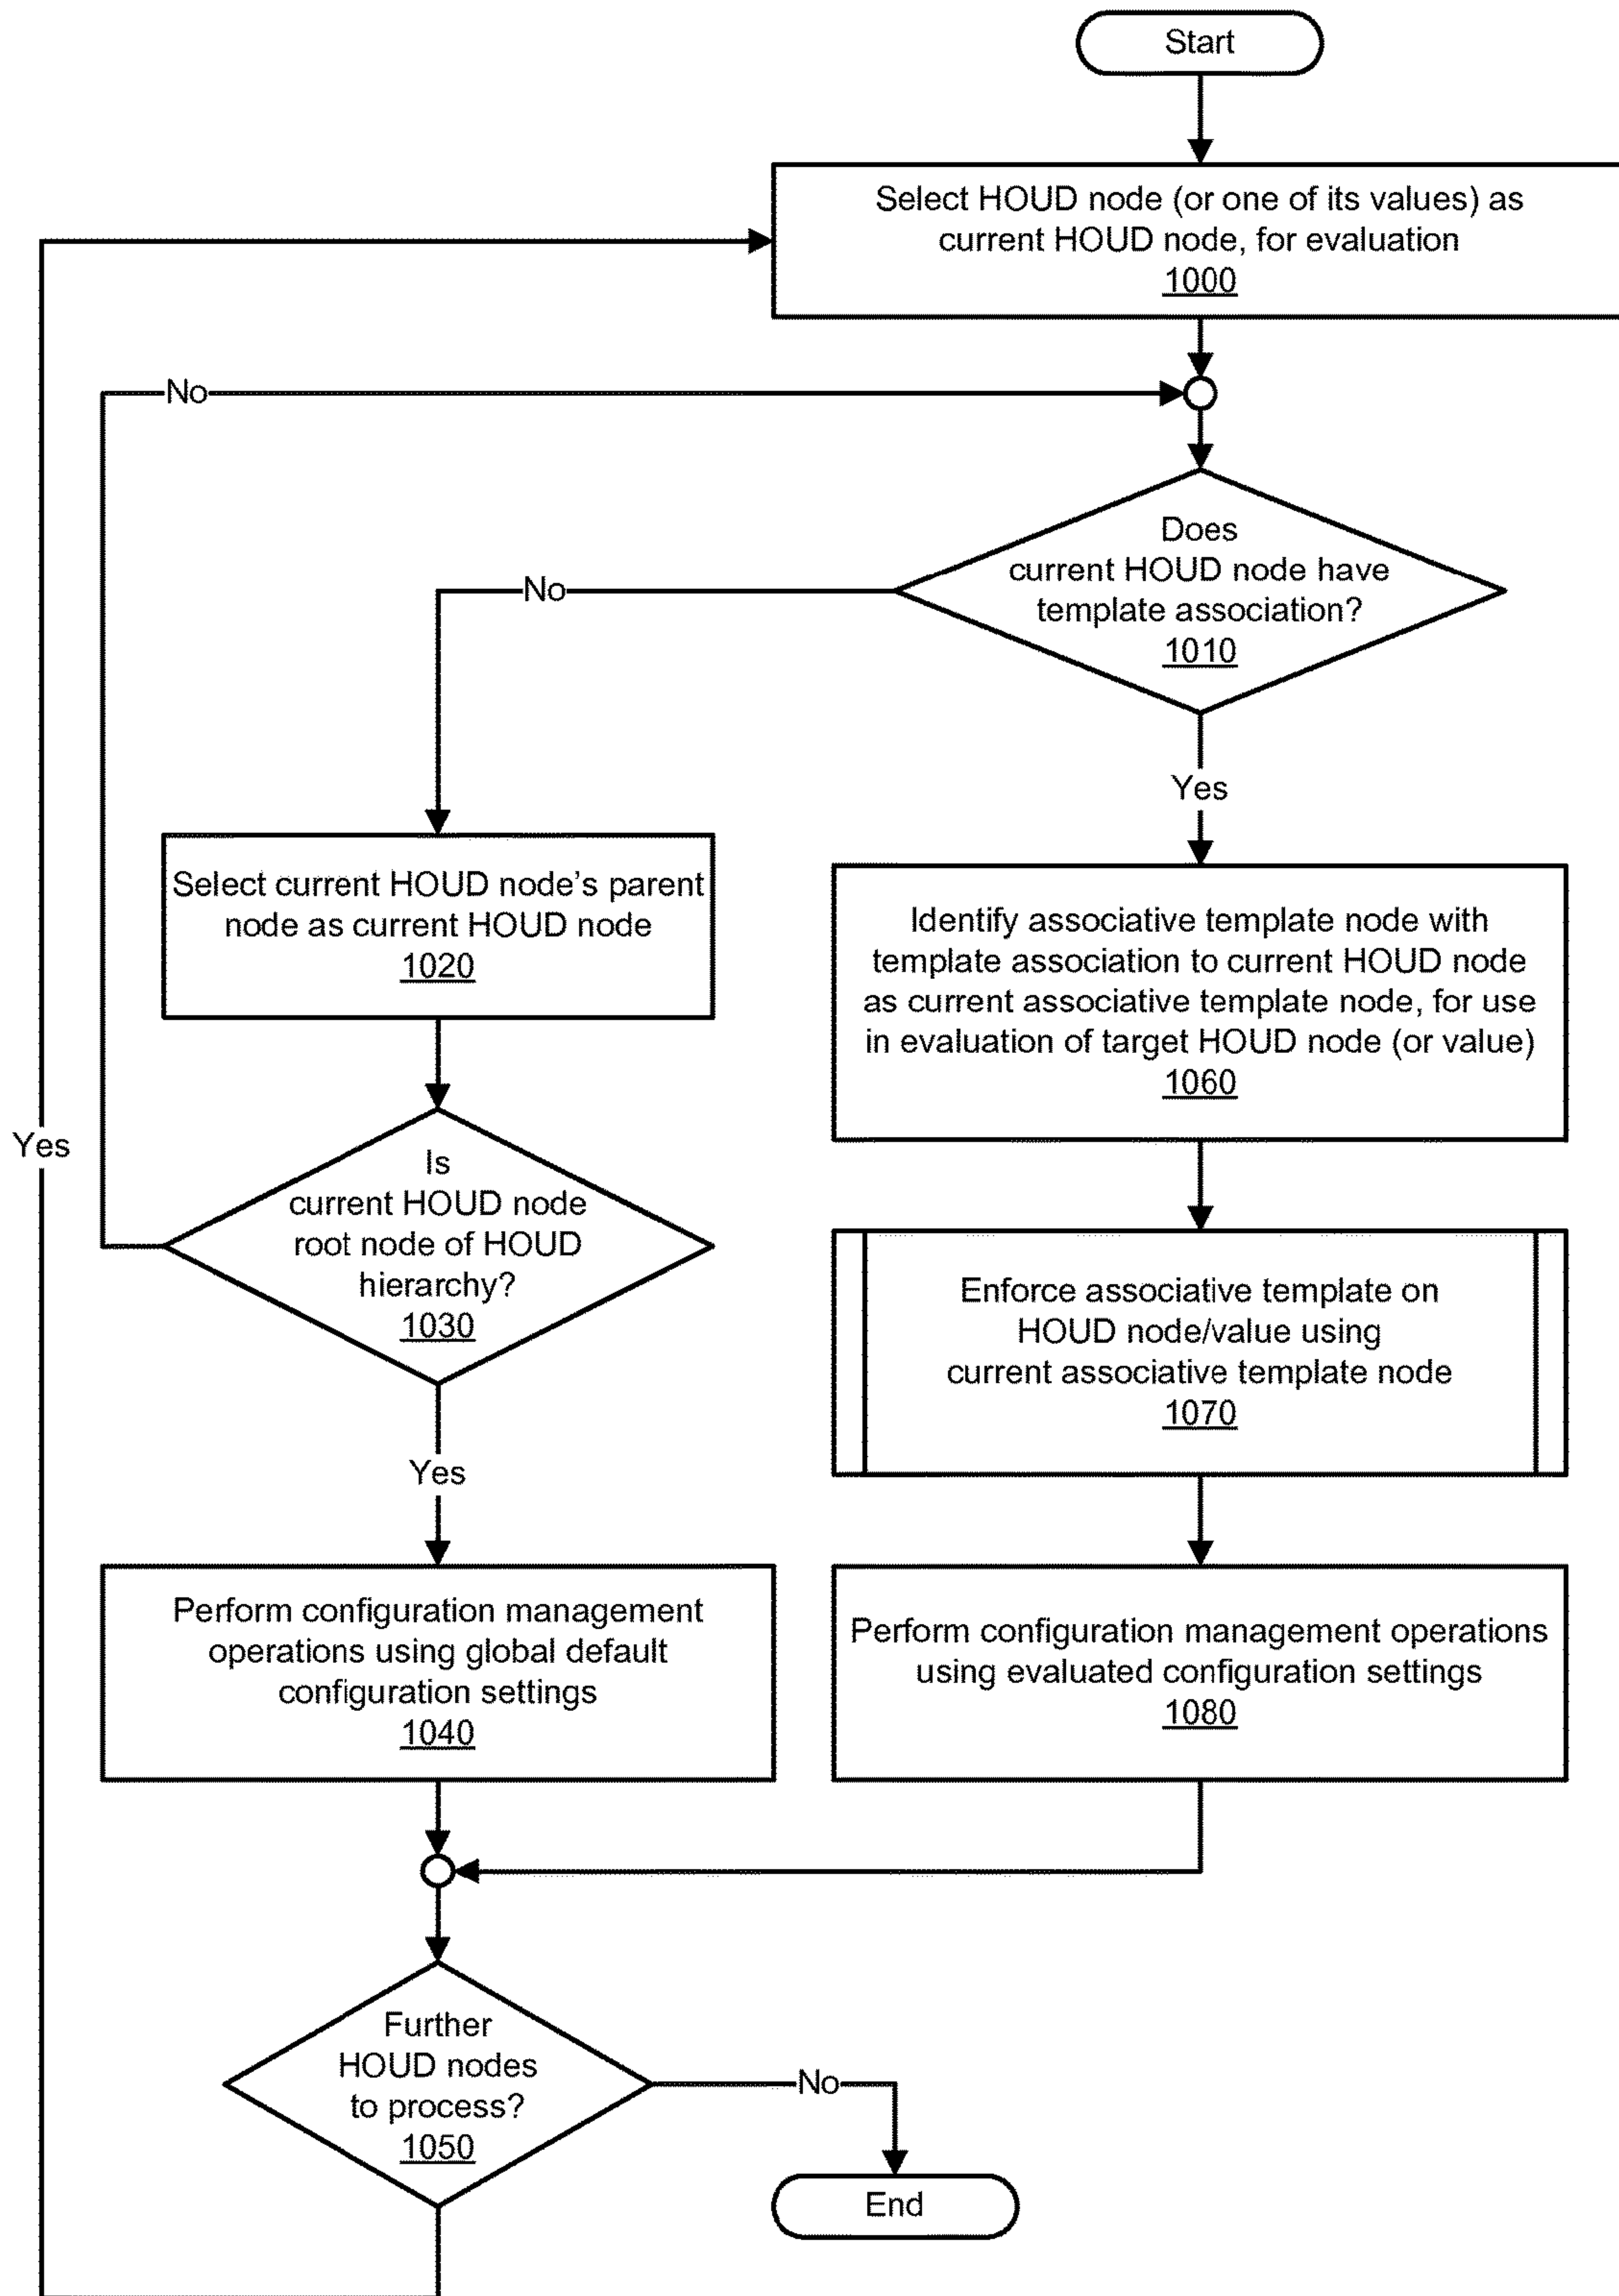 Start
Select HOUD node (or one of its values) as
current HOUD node, for evaluation
1000
No
Does
current HOUD node have
template association?
1010
No
Yes
Select current HOUD node's parent
node as current HOUD node
1020
Identify associative template node with
template association to current HOUD node
as current associative template node, for use
in evaluation of target HOUD node (or value)
1060
Yes
Is
current HOUD node
root node of HOUD
hierarchy?
1030
Enforce associative template on
HOUD node/value using
current associative template node
1070
Yes
Perform configuration management
operations using global default
configuration settings
1040
Perform configuration management operations
using evaluated configuration settings
1080
Further
HOUD nodes
to process?
1050
No
End